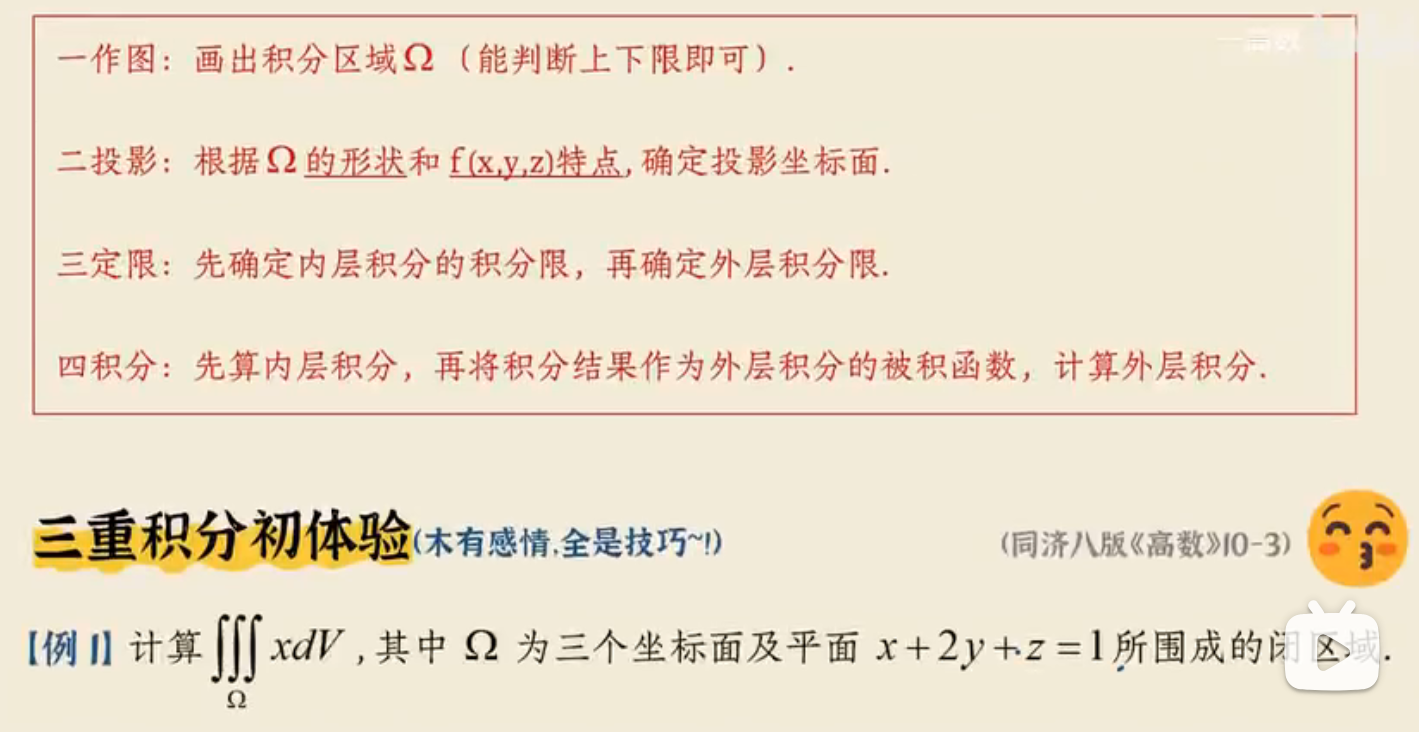 一高数
一作图：画出积分区域Ω（能判断上下限即可）.
二投影：根据Ω的形状和f(x,y,z)特点,确定投影坐标面.
三定限：先确定内层积分的积分限，再确定外层积分限.
四积分：先算内层积分，再将积分结果作为外层积分的被积函数，计算外层积分.
三重积分初体验(木有感情,全是技巧~!) (同济八版《高数》10-3)
【例1】计算∭xdV,其中 Ω 为三个坐标面及平面 x+2y+z=1所围成的闭区域.
Ω